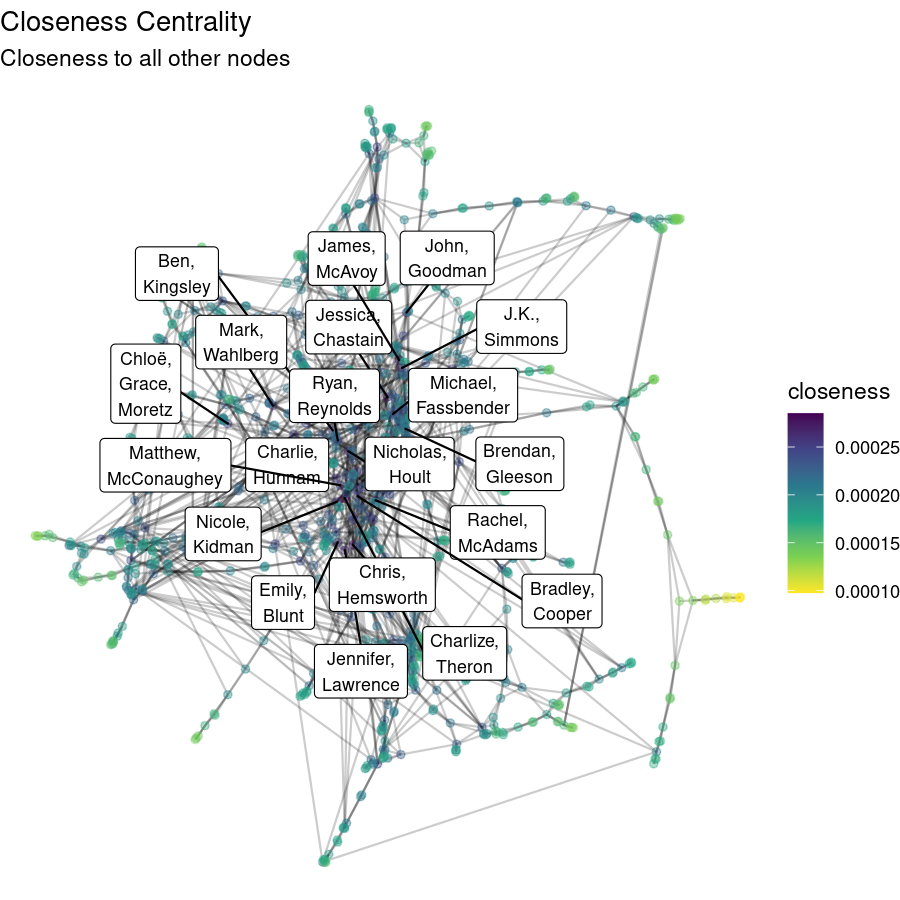 Closeness Centrality
Closeness to all other nodes
James,
McAvoy
John,
Goodman
Ben,
Kingsley
Jessica,
Chastain
J.K.,
Simmons
Mark,
Wahlberg
Chloë,
Grace,
Moretz
Ryan,
Reynolds
Michael,
Fassbender
Matthew,
McConaughey
Charlie,
Hunnam
Nicholas,
Hoult
Brendan,
Gleeson
Nicole,
Kidman
Rachel,
McAdams
Emily,
Blunt
Chris,
Hemsworth
Bradley,
Cooper
Jennifer,
Lawrence
Charlize,
Theron
closeness
0.00025
0.00020
0.00015
0.00010